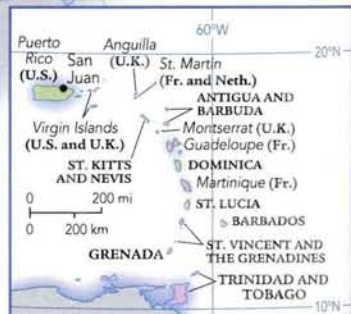 60°W
20°N
Puerto
Rico
(U.S.)
San
Juan
Anguilla
(U.K.)
St. Martin
(Fr. and Neth.)
ANTIGUA AND
BARBUDA
Virgin Islands
(U.S. and U.K.)
Montserrat (U.K.)
Guadeloupe (Fr.)
ST. KITTS
AND NEVIS
DOMINICA
Martinique (Fr.)
0 200 mi
0 200 km
ST. LUCIA
BARBADOS
ST. VINCENT AND
THE GRENADINES
GRENADA
TRINIDAD AND
TOBAGO
10°N